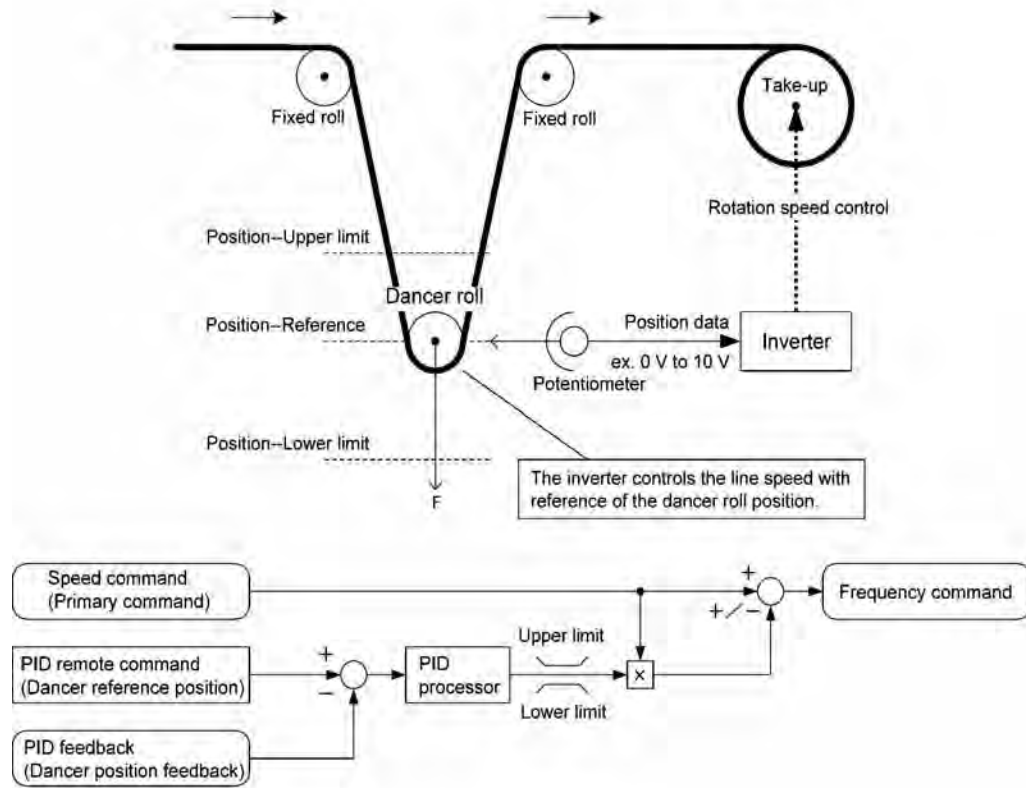 Take-up
Fixed roll
Fixed roll
Rotation speed control
Position--Upper limit
Dancer roll
Position--Reference
Position data
ex. 0 V to 10 V
Inverter
Potentiometer
Position--Lower limit
F
The inverter controls the line speed with
reference of the dancer roll position.
Speed command
(Primary command)
+
+/−
Frequency command
PID remote command
(Dancer reference position)
+
−
PID
processor
Upper limit
×
Lower limit
PID feedback
(Dancer position feedback)